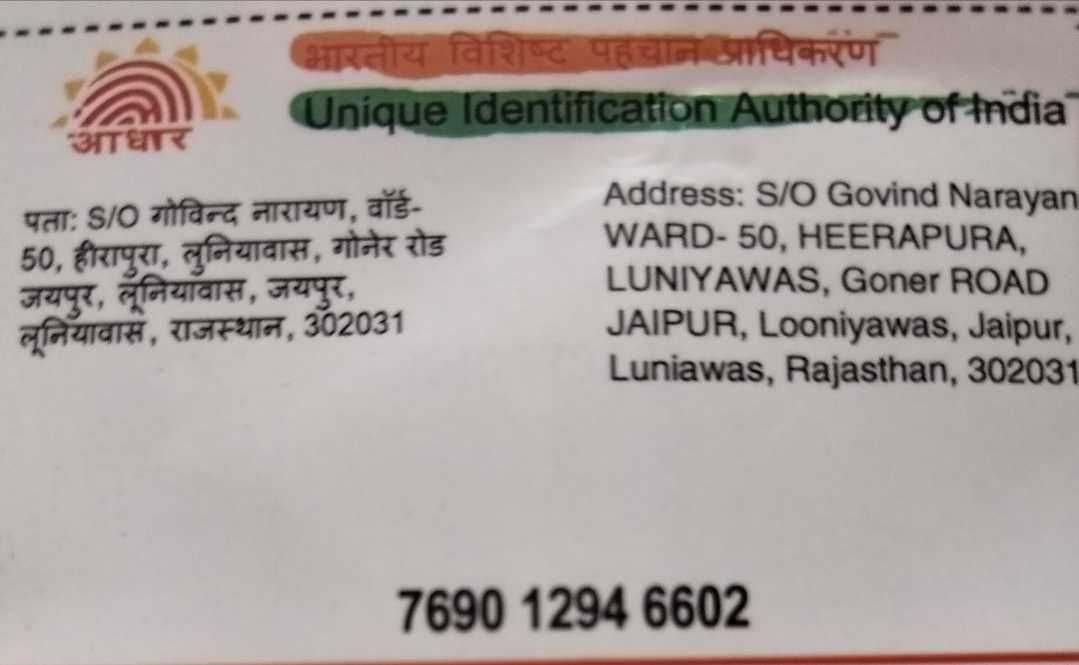 भारतीय विशिष्ट पहचान प्राधिकरण
Unique Identification Authority of India
आधार
पता: S/O गोविन्द नारायण, वॉर्ड-
50, हीरापुरा, लुनियावास, गोनेर रोड
जयपुर, लूनियावास, जयपुर,
लूनियावास, राजस्थान, 302031
Address: S/O Govind Narayan
WARD- 50, HEERAPURA,
LUNIYAWAS, Goner ROAD
JAIPUR, Looniyawas, Jaipur,
Luniawas, Rajasthan, 302031
7690 1294 6602